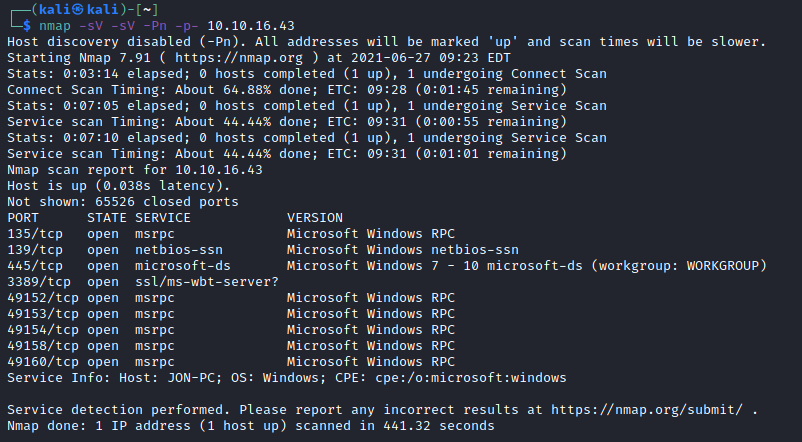 ┌──(kali㉿kali)-[~]
└─$ nmap -sV -sV -Pn -p- 10.10.16.43
Host discovery disabled (-Pn). All addresses will be marked 'up' and scan times will be slower.
Starting Nmap 7.91 ( https://nmap.org ) at 2021-06-27 09:23 EDT
Stats: 0:03:14 elapsed; 0 hosts completed (1 up), 1 undergoing Connect Scan
Connect Scan Timing: About 64.88% done; ETC: 09:28 (0:01:45 remaining)
Stats: 0:07:05 elapsed; 0 hosts completed (1 up), 1 undergoing Service Scan
Service scan Timing: About 44.44% done; ETC: 09:31 (0:00:55 remaining)
Stats: 0:07:10 elapsed; 0 hosts completed (1 up), 1 undergoing Service Scan
Service scan Timing: About 44.44% done; ETC: 09:31 (0:01:01 remaining)
Nmap scan report for 10.10.16.43
Host is up (0.038s latency).
Not shown: 65526 closed ports
PORT      STATE SERVICE            VERSION
135/tcp   open  msrpc              Microsoft Windows RPC
139/tcp   open  netbios-ssn        Microsoft Windows netbios-ssn
445/tcp   open  microsoft-ds       Microsoft Windows 7 - 10 microsoft-ds (workgroup: WORKGROUP)
3389/tcp  open  ssl/ms-wbt-server?
49152/tcp open  msrpc              Microsoft Windows RPC
49153/tcp open  msrpc              Microsoft Windows RPC
49154/tcp open  msrpc              Microsoft Windows RPC
49158/tcp open  msrpc              Microsoft Windows RPC
49160/tcp open  msrpc              Microsoft Windows RPC
Service Info: Host: JON-PC; OS: Windows; CPE: cpe:/o:microsoft:windows

Service detection performed. Please report any incorrect results at https://nmap.org/submit/ .
Nmap done: 1 IP address (1 host up) scanned in 441.32 seconds